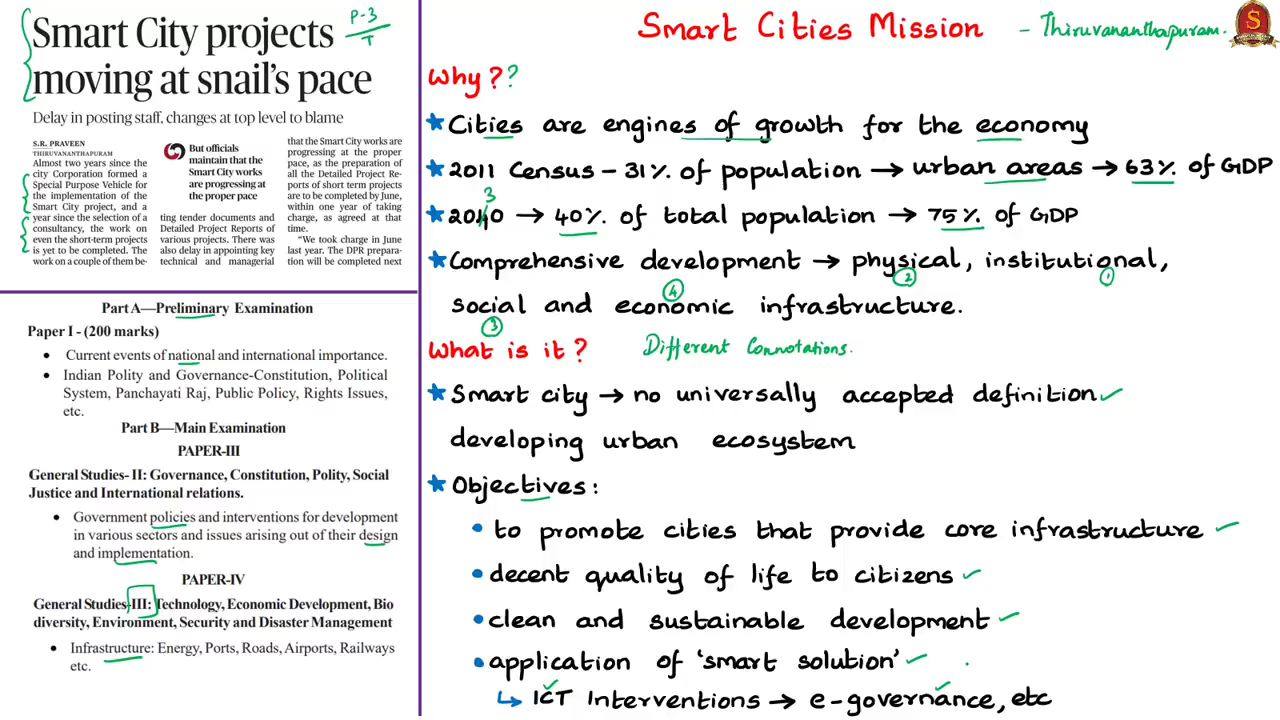 Smart City projects
moving at snail's pace
P-3
T
Delay in posting staff, changes at top level to blame
S.R. PRAVEEN
THIRUVANANTHAPURAM
Almost two years since the
city Corporation formed a
Special Purpose Vehicle for
the implementation of the
Smart City project, and a
year since the selection of a
consultancy, the work on
even the short-term projects
is yet to be completed. The
work on a couple of them be-
But officials
maintain that the
Smart City works
are progressing at
the proper pace
ting tender documents and
Detailed Project Reports of
various projects. There was
also delay in appointing key
technical and managerial
that the Smart City works are
progressing at the proper
pace, as the preparation of
all the Detailed Project Re-
ports of short term projects
are to be completed by June,
within one year of taking
charge, as agreed at that
time.
"We took charge in June
last year. The DPR prepara-
tion will be completed next
Part A—Preliminary Examination
Paper I - (200 marks)
• Current events of national and international importance.
• Indian Polity and Governance-Constitution, Political
System, Panchayati Raj, Public Policy, Rights Issues,
etc.
Part B—Main Examination
PAPER-III
General Studies- II: Governance, Constitution, Polity, Social
Justice and International relations.
• Government policies and interventions for development
in various sectors and issues arising out of their design
and implementation.
PAPER-IV
General Studies-III: Technology, Economic Development, Bio
diversity, Environment, Security and Disaster Management
• Infrastructure: Energy, Ports, Roads, Airports, Railways
etc.
Smart Cities Mission - Thiruvananthapuram.
S
Why??
★ Cities are engines of growth for the economy
★ 2011 Census - 31% of population → urban areas → 63% of GDP
3
★ 2040 → 40% of total population → 75% of GDP
★ Comprehensive development → physical, institutional,
④ ② ①
social and economic infrastructure.
③
What is it? Different Connotations.
★ Smart city → no universally accepted definition ✓
developing urban ecosystem
★ Objectives:
• to promote cities that provide core infrastructure ✓
• decent quality of life to citizens ✓
• clean and sustainable development ✓
• application of 'smart solution' ✓
↳ ICT Interventions → e-governance, etc